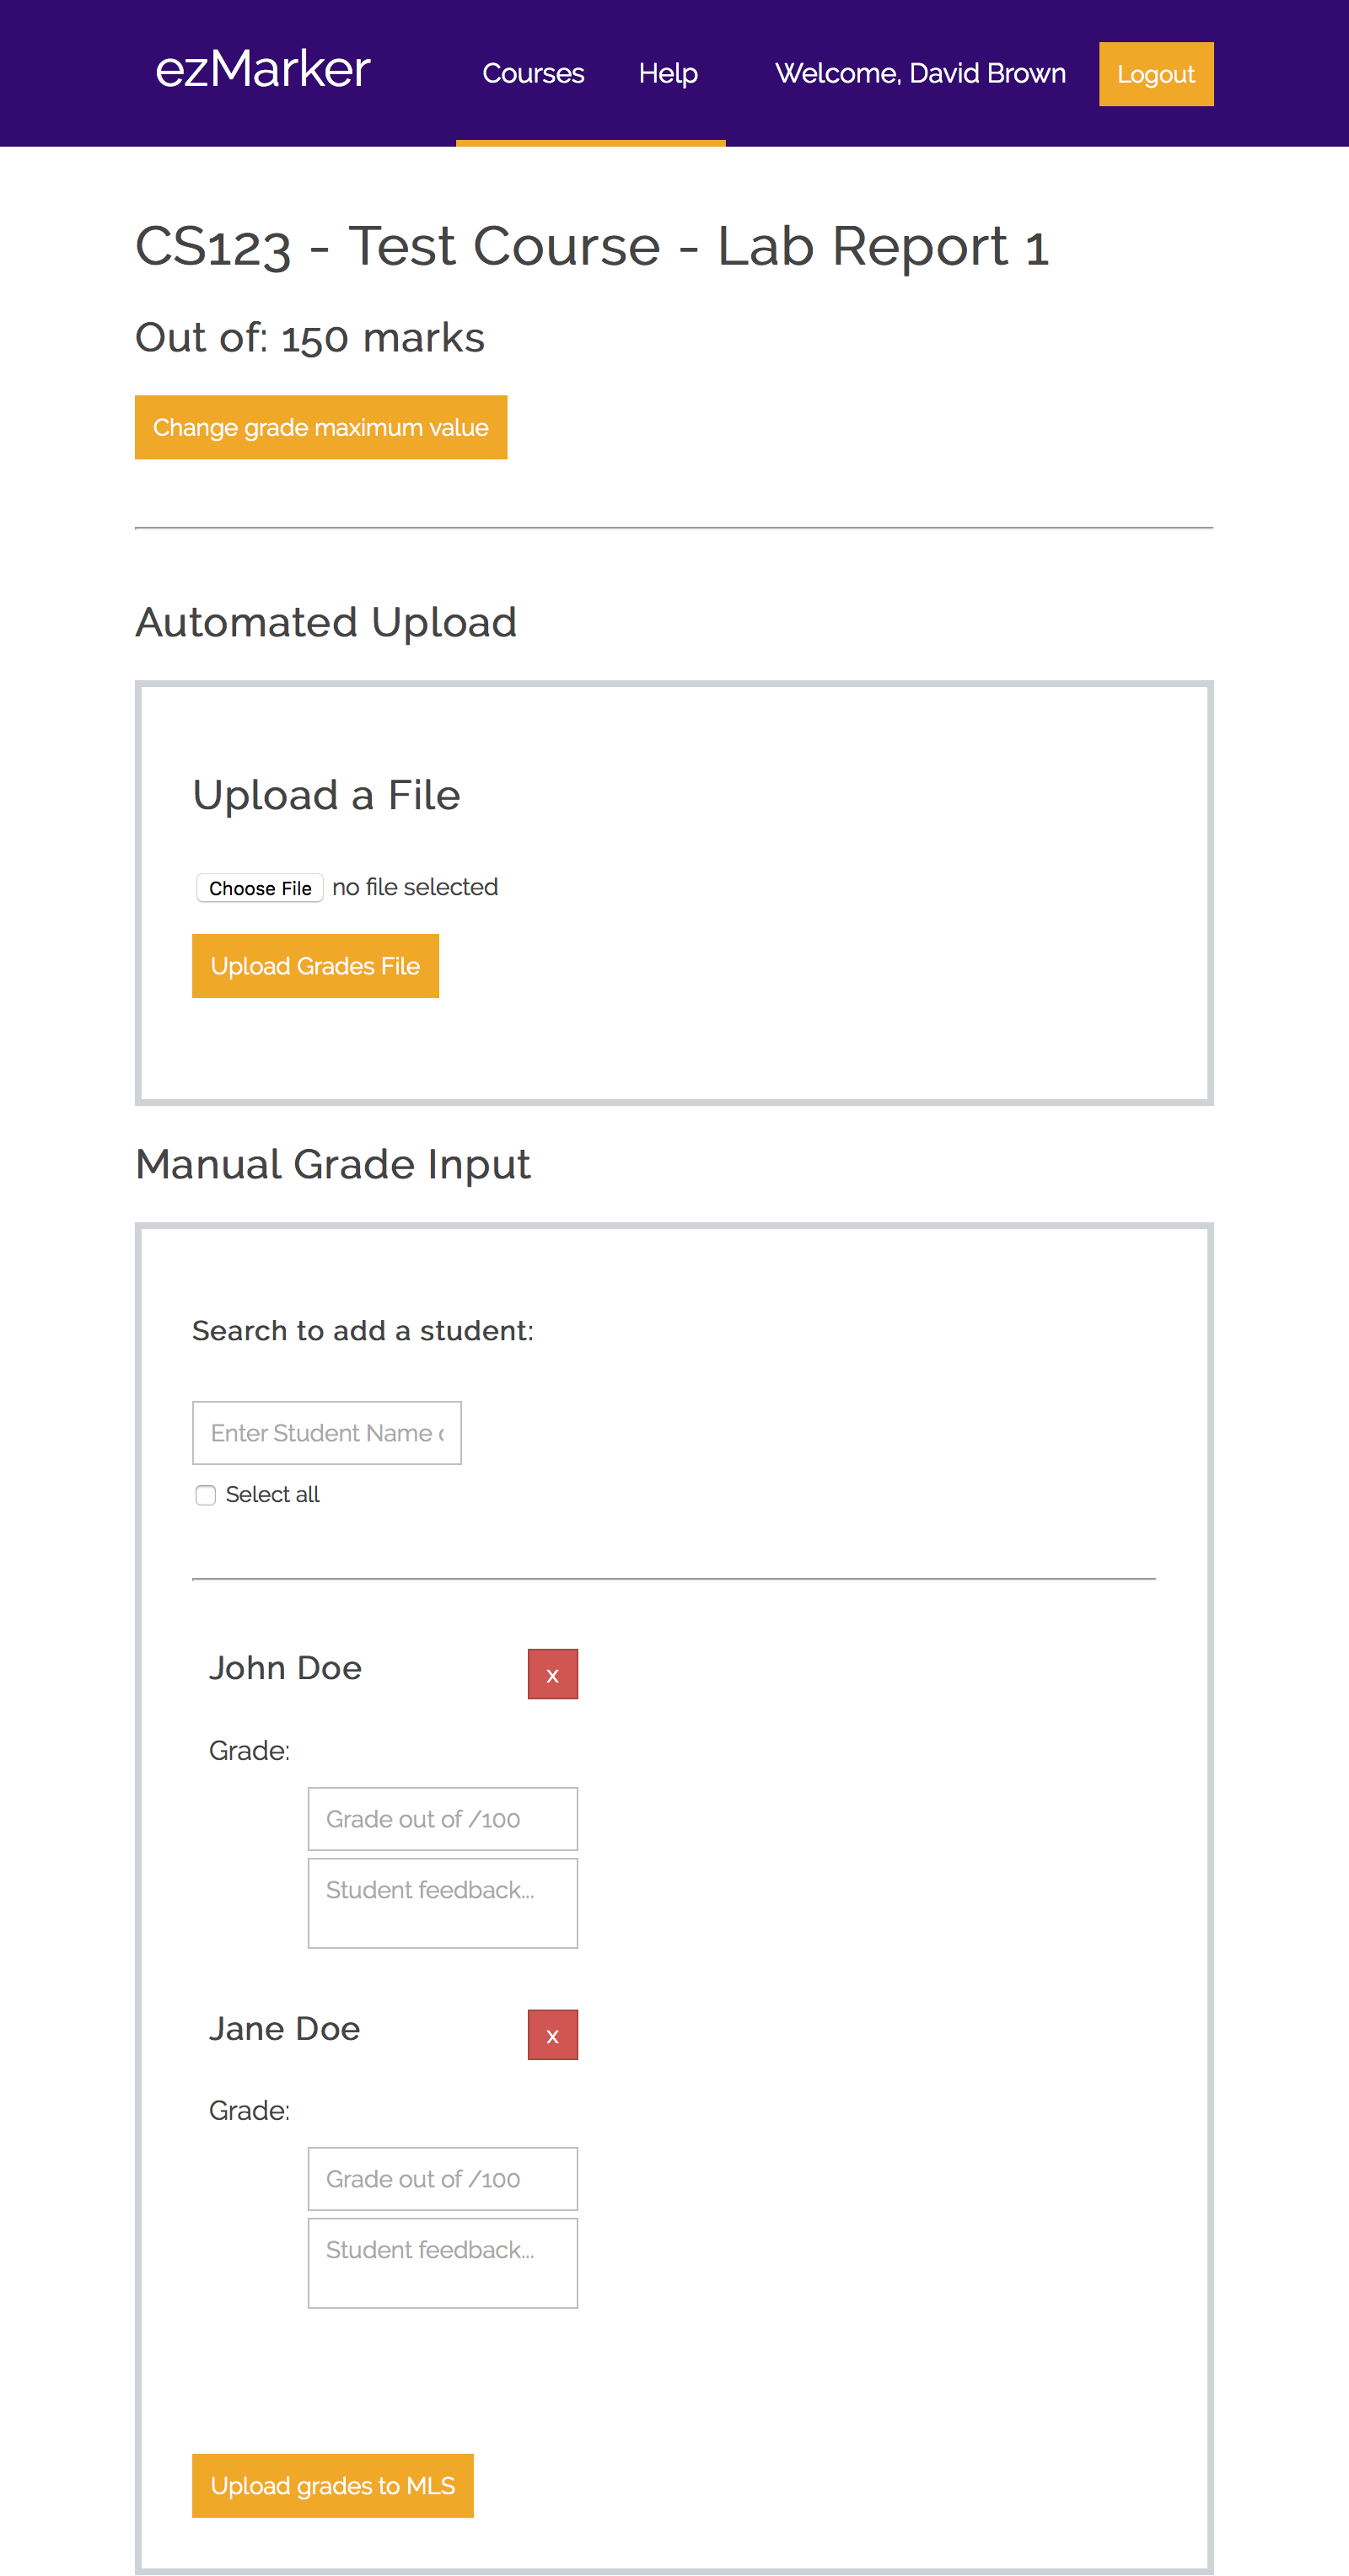 ezMarker Courses Help Welcome, David Brown Logout
CS123 - Test Course - Lab Report 1
Out of: 150 marks
Change grade maximum value
Automated Upload
Upload a File
Choose File no file selected
Upload Grades File
Manual Grade Input
Search to add a student:
Enter Student Name
Select all
John Doe x
Grade:
Grade out of /100
Student feedback...
Jane Doe x
Grade:
Grade out of /100
Student feedback...
Upload grades to MLS